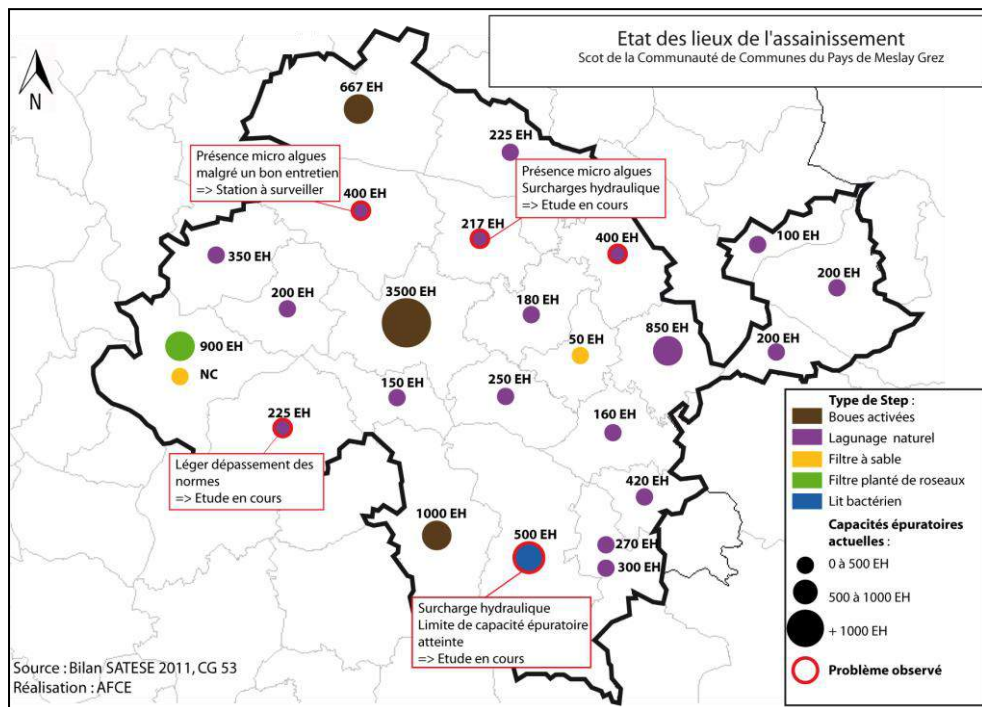 Etat des lieux de l'assainissement
Scot de la Communauté de Communes du Pays de Meslay Grez
N
667 EH
225 EH
Présence micro algues
malgré un bon entretien
=> Station à surveiller
Présence micro algues
Surcharges hydraulique
=> Etude en cours
400 EH
217 EH
400 EH
100 EH
350 EH
200 EH
200 EH
3500 EH
180 EH
50 EH
850 EH
200 EH
900 EH
NC
150 EH
250 EH
225 EH
160 EH
Léger dépassement des
normes
=> Etude en cours
420 EH
1000 EH
500 EH
270 EH
300 EH
Surcharge hydraulique
Limite de capacité épuratoire
atteinte
=> Etude en cours
Type de Step :
Boues activées
Lagunage naturel
Filtre à sable
Filtre planté de roseaux
Lit bactérien
Capacités épuratoires
actuelles :
0 à 500 EH
500 à 1000 EH
+ 1000 EH
Problème observé
Source : Bilan SATESE 2011, CG 53
Réalisation : AFCE